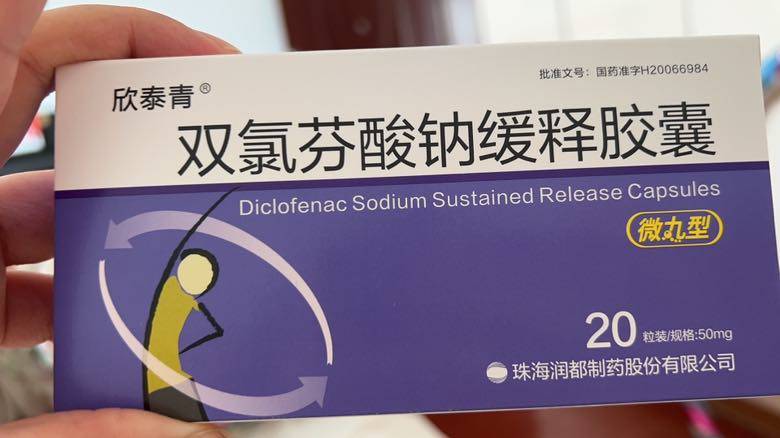 批准文号：国药准字H20066984
欣泰青®
双氯芬酸钠缓释胶囊
Diclofenac Sodium Sustained Release Capsules
微丸型
20粒装/规格:50mg
珠海润都制药股份有限公司